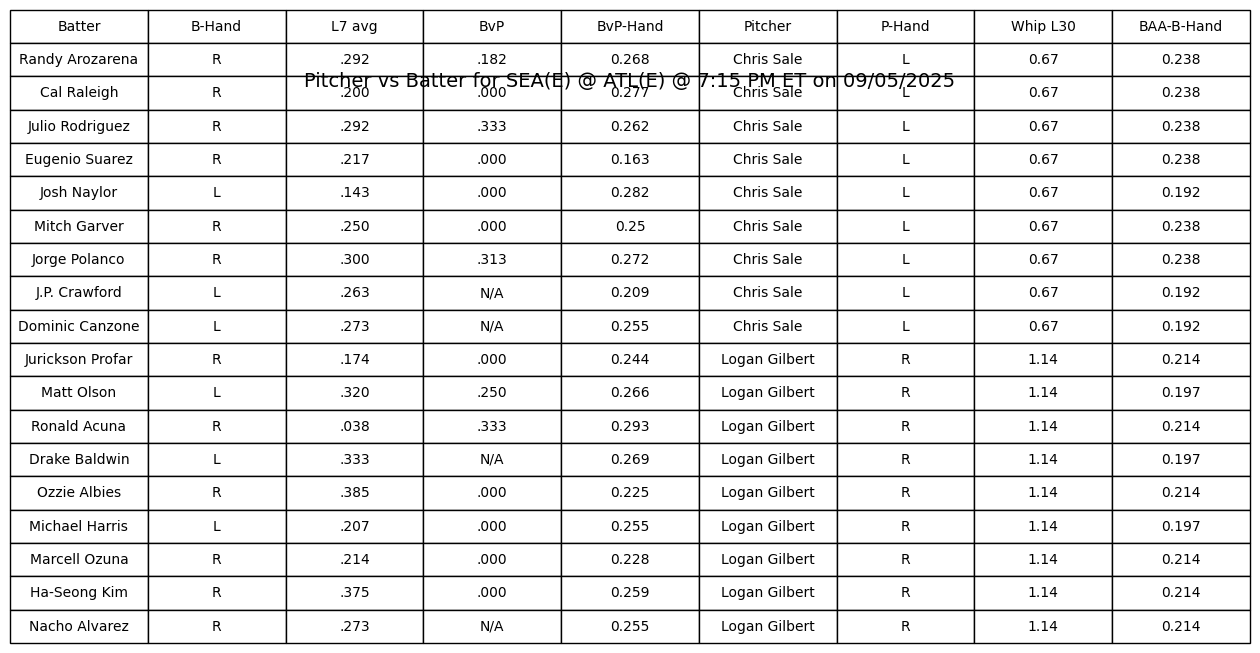 Batter B-Hand L7 avg BvP BvP-Hand Pitcher P-Hand Whip L30 BAA-B-Hand
Randy Arozarena R .292 .182 0.268 Chris Sale L 0.67 0.238
Pitcher vs Batter for SEA(E) @ ATL(E) @ 7:15 PM ET on 09/05/2025
Cal Raleigh R .200 .000 0.277 Chris Sale L 0.67 0.238
Julio Rodriguez R .292 .333 0.262 Chris Sale L 0.67 0.238
Eugenio Suarez R .217 .000 0.163 Chris Sale L 0.67 0.238
Josh Naylor L .143 .000 0.282 Chris Sale L 0.67 0.192
Mitch Garver R .250 .000 0.25 Chris Sale L 0.67 0.238
Jorge Polanco R .300 .313 0.272 Chris Sale L 0.67 0.238
J.P. Crawford L .263 N/A 0.209 Chris Sale L 0.67 0.192
Dominic Canzone L .273 N/A 0.255 Chris Sale L 0.67 0.192
Jurickson Profar R .174 .000 0.244 Logan Gilbert R 1.14 0.214
Matt Olson L .320 .250 0.266 Logan Gilbert R 1.14 0.197
Ronald Acuna R .038 .333 0.293 Logan Gilbert R 1.14 0.214
Drake Baldwin L .333 N/A 0.269 Logan Gilbert R 1.14 0.197
Ozzie Albies R .385 .000 0.225 Logan Gilbert R 1.14 0.214
Michael Harris L .207 .000 0.255 Logan Gilbert R 1.14 0.197
Marcell Ozuna R .214 .000 0.228 Logan Gilbert R 1.14 0.214
Ha-Seong Kim R .375 .000 0.259 Logan Gilbert R 1.14 0.214
Nacho Alvarez R .273 N/A 0.255 Logan Gilbert R 1.14 0.214